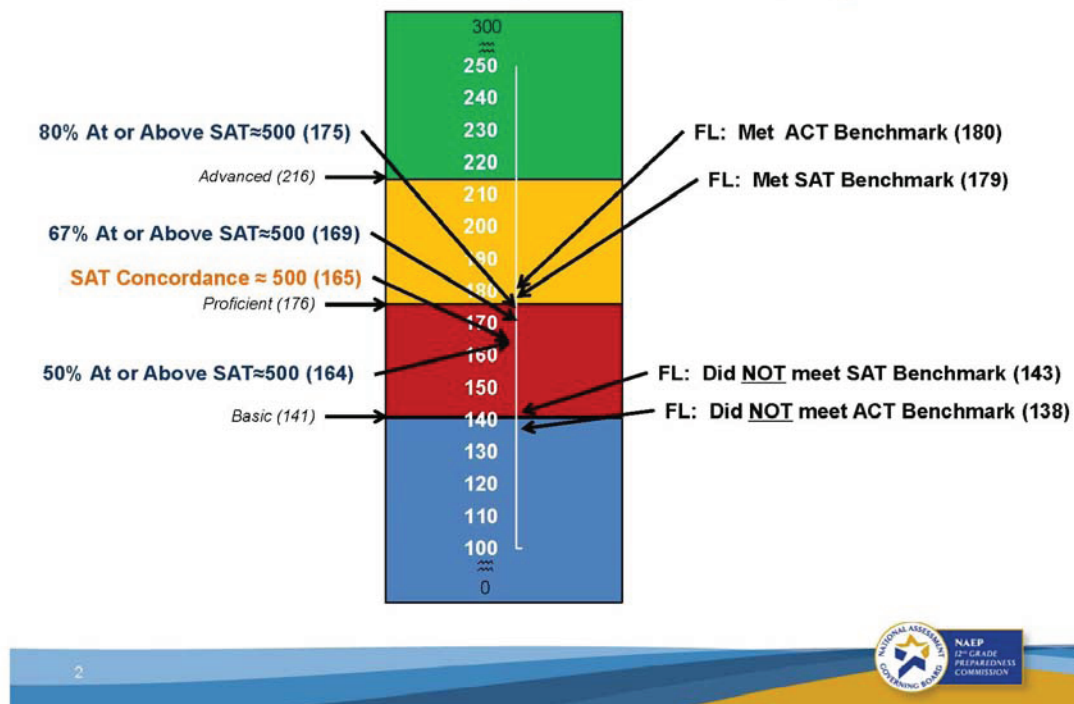 300
250
240
80% At or Above SAT≈500 (175)
230
FL: Met ACT Benchmark (180)
220
Advanced (216)
FL: Met SAT Benchmark (179)
210
67% At or Above SAT≈500 (169)
200
190
SAT Concordance ≈ 500 (165)
180
Proficient (176)
170
160
50% At or Above SAT≈500 (164)
FL: Did NOT meet SAT Benchmark (143)
150
Basic (141)
FL: Did NOT meet ACT Benchmark (138)
140
130
120
110
100
0
2
NATIONAL ASSESSMENT
GOVERNING BOARD
NAEP
12th GRADE
PREPAREDNESS
COMMISSION